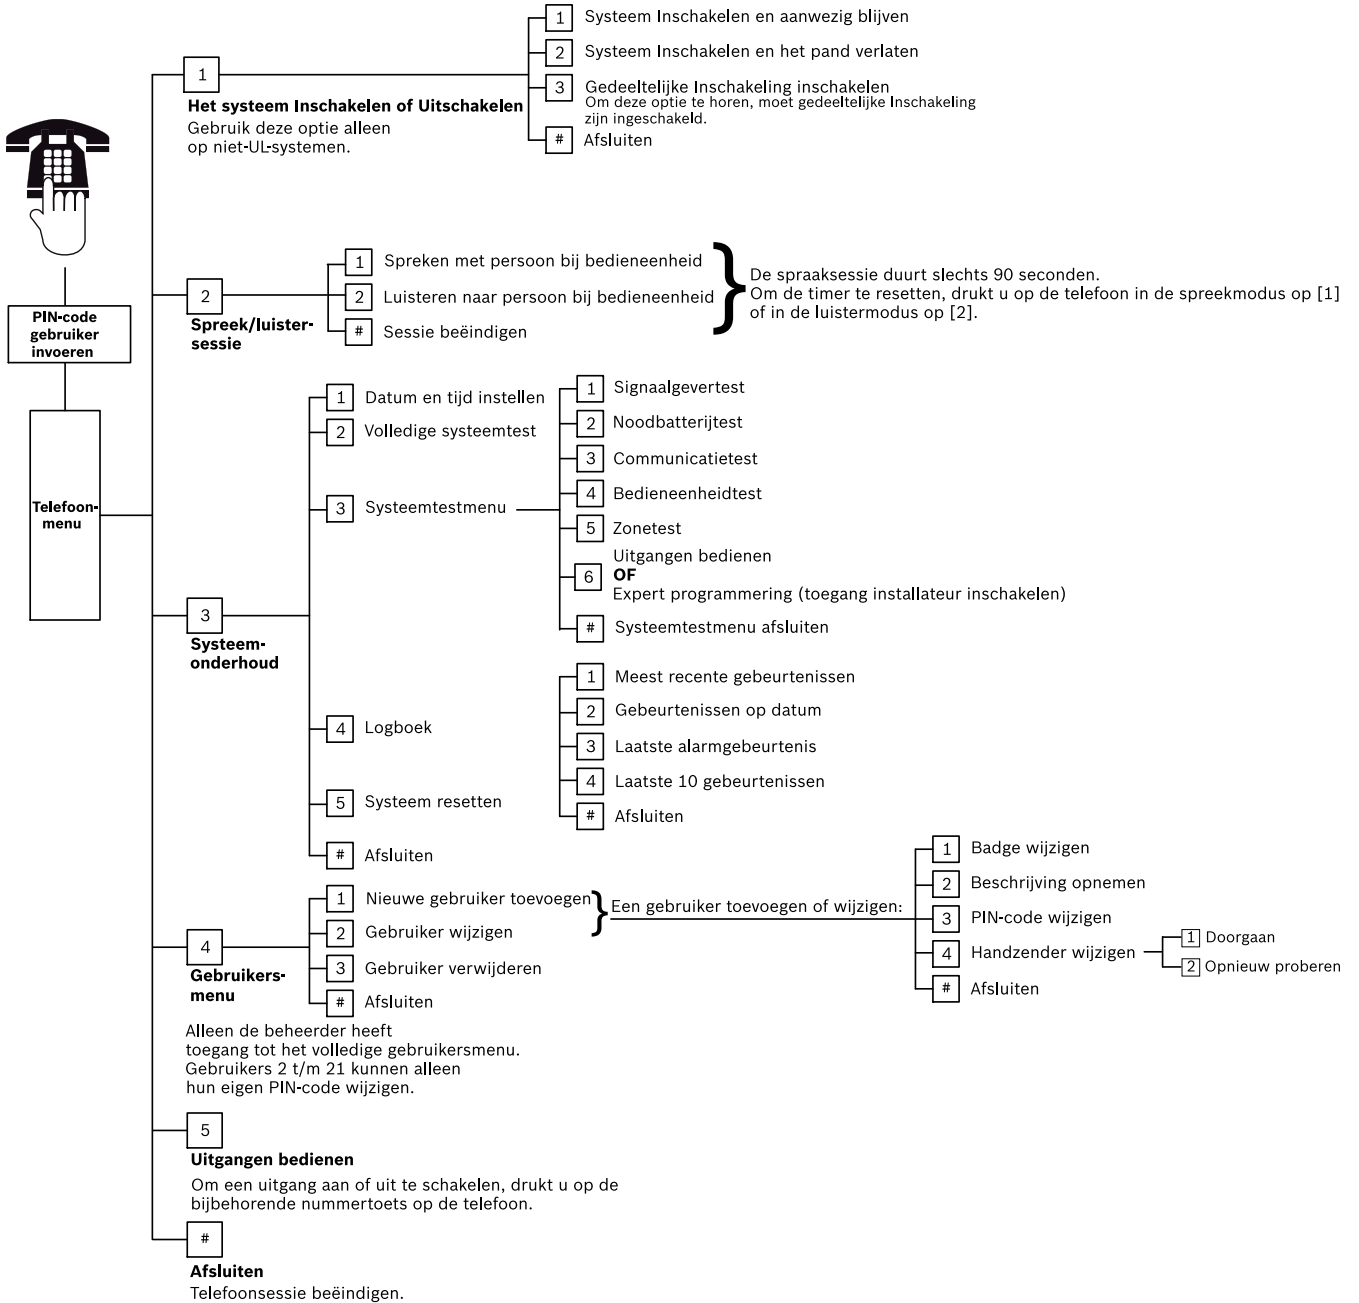 1 Systeem Inschakelen en aanwezig blijven
2 Systeem Inschakelen en het pand verlaten
3 Gedeeltelijke Inschakeling inschakelen
Om deze optie te horen, moet gedeeltelijke Inschakeling
zijn ingeschakeld.
# Afsluiten
1
Het systeem Inschakelen of Uitschakelen
Gebruik deze optie alleen
op niet-UL-systemen.
PIN-code
gebruiker
invoeren
Telefoon-
menu
2
Spreek/luister-
sessie
1 Spreken met persoon bij bedieneenheid
2 Luisteren naar persoon bij bedieneenheid
# Sessie beëindigen
De spraaksessie duurt slechts 90 seconden.
Om de timer te resetten, drukt u op de telefoon in de spreekmodus op [1]
of in de luistermodus op [2].
3
Systeem-
onderhoud
1 Datum en tijd instellen
2 Volledige systeemtest
3 Systeemtestmenu
1 Signaalgevertest
2 Noodbatterijtest
3 Communicatietest
4 Bedieneenheidtest
5 Zonetest
Uitgangen bedienen
6 OF
Expert programmering (toegang installateur inschakelen)
# Systeemtestmenu afsluiten
4 Logboek
1 Meest recente gebeurtenissen
2 Gebeurtenissen op datum
3 Laatste alarmgebeurtenis
4 Laatste 10 gebeurtenissen
# Afsluiten
5 Systeem resetten
# Afsluiten
4
Gebruikers-
menu
1 Nieuwe gebruiker toevoegen
2 Gebruiker wijzigen
3 Gebruiker verwijderen
# Afsluiten
Een gebruiker toevoegen of wijzigen:
1 Badge wijzigen
2 Beschrijving opnemen
3 PIN-code wijzigen
4 Handzender wijzigen
1 Doorgaan
2 Opnieuw proberen
# Afsluiten
Alleen de beheerder heeft
toegang tot het volledige gebruikersmenu.
Gebruikers 2 t/m 21 kunnen alleen
hun eigen PIN-code wijzigen.
5
Uitgangen bedienen
Om een uitgang aan of uit te schakelen, drukt u op de
bijbehorende nummertoets op de telefoon.
#
Afsluiten
Telefoonsessie beëindigen.